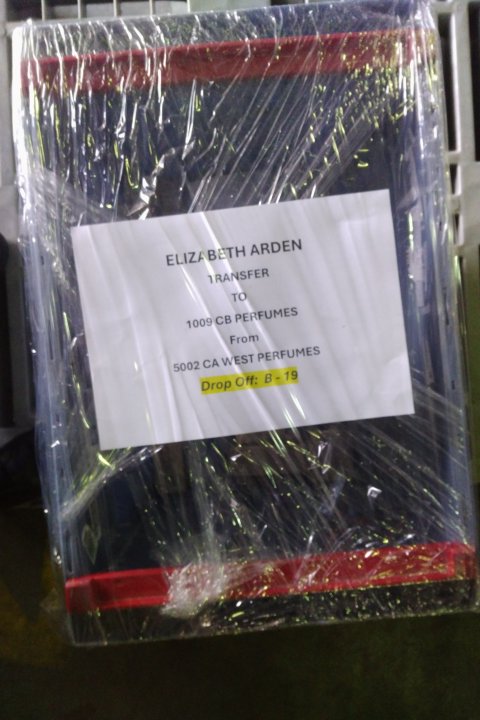 ELIZABETH ARDEN
TRANSFER
TO
1009 CB PERFUMES
From
5002 CA WEST PERFUMES
Drop Off: B - 19